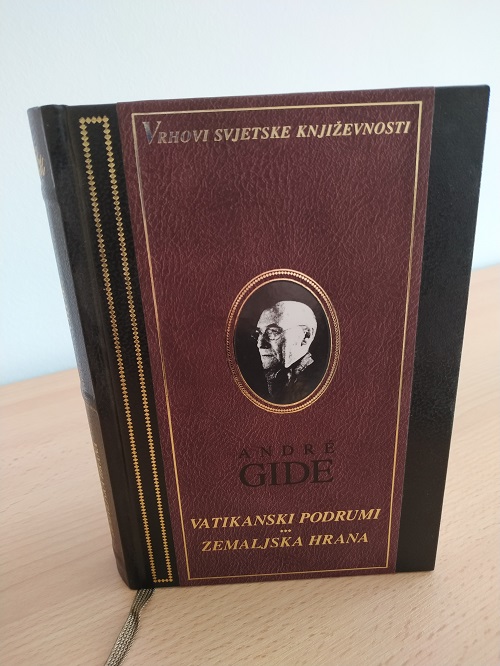 VRHOVI SVJETSKE KNJIŽEVNOSTI
ANDRÉ
GIDE
VATIKANSKI PODRUMI
...
ZEMALJSKA HRANA